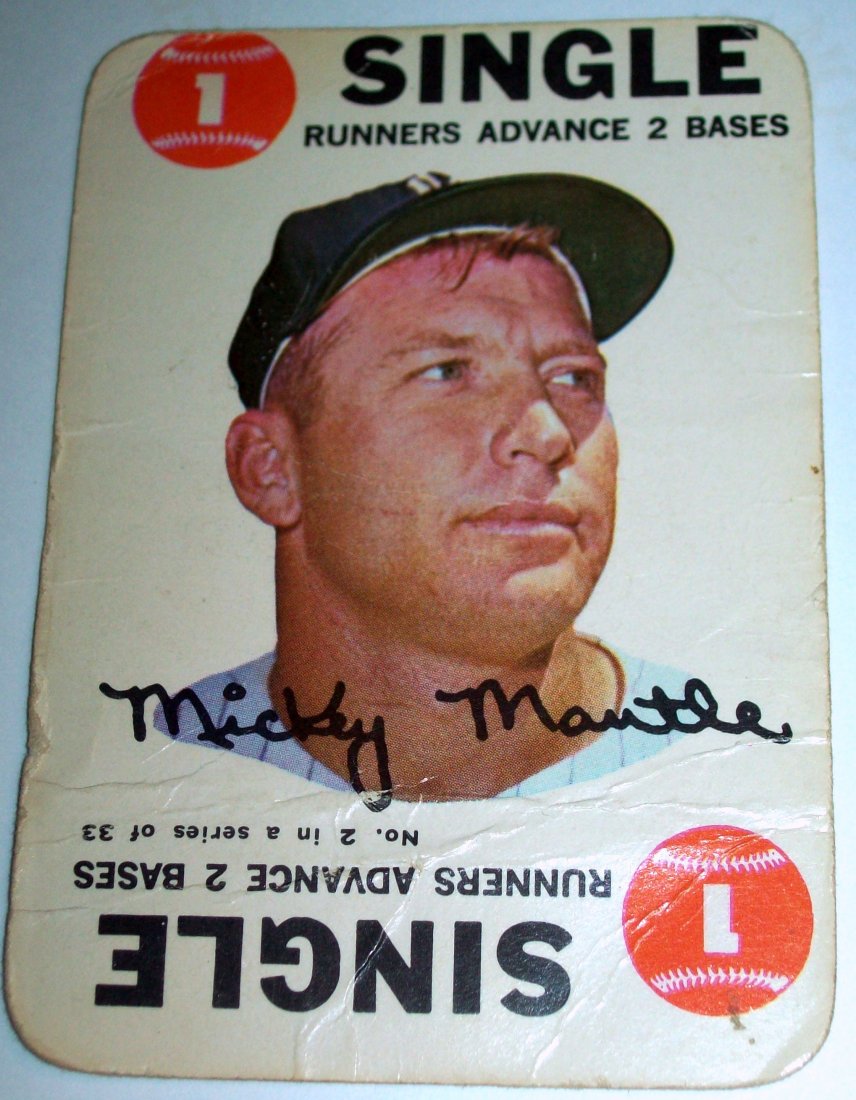 1
SINGLE
RUNNERS ADVANCE 2 BASES
Micky Mantle
No. 2 in a series of 33
RUNNERS ADVANCE 2 BASES
SINGLE
1